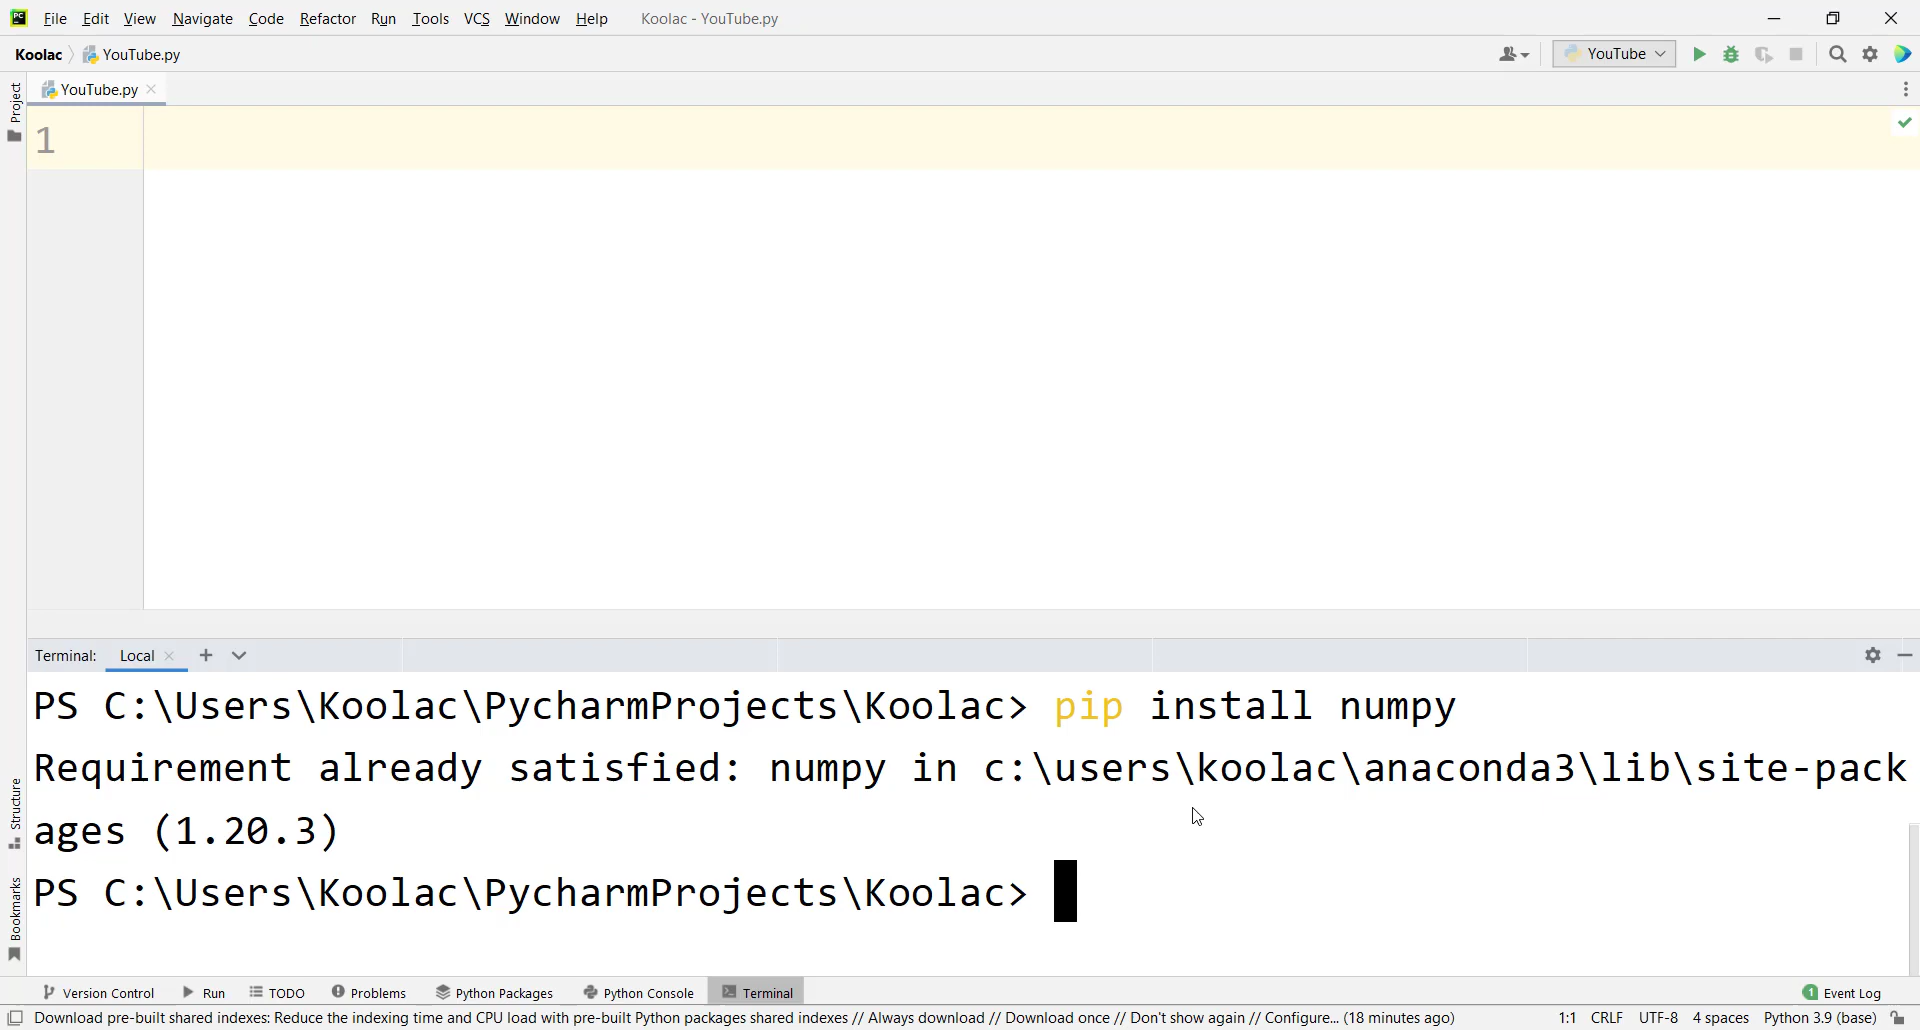 PC File Edit View Navigate Code Refactor Run Tools VCS Window Help Koolac - YouTube.py
Koolac YouTube.py YouTube
Project
YouTube.py
1
Terminal: Local
PS C:\Users\Koolac\PycharmProjects\Koolac> pip install numpy
Requirement already satisfied: numpy in c:\users\koolac\anaconda3\lib\site-pack
ages (1.20.3)
PS C:\Users\Koolac\PycharmProjects\Koolac>
Structure
Bookmarks
Version Control Run TODO Problems Python Packages Python Console Terminal 1 Event Log
Download pre-built shared indexes: Reduce the indexing time and CPU load with pre-built Python packages shared indexes // Always download // Download once // Don't show again // Configure... (18 minutes ago) 1:1 CRLF UTF-8 4 spaces Python 3.9 (base)